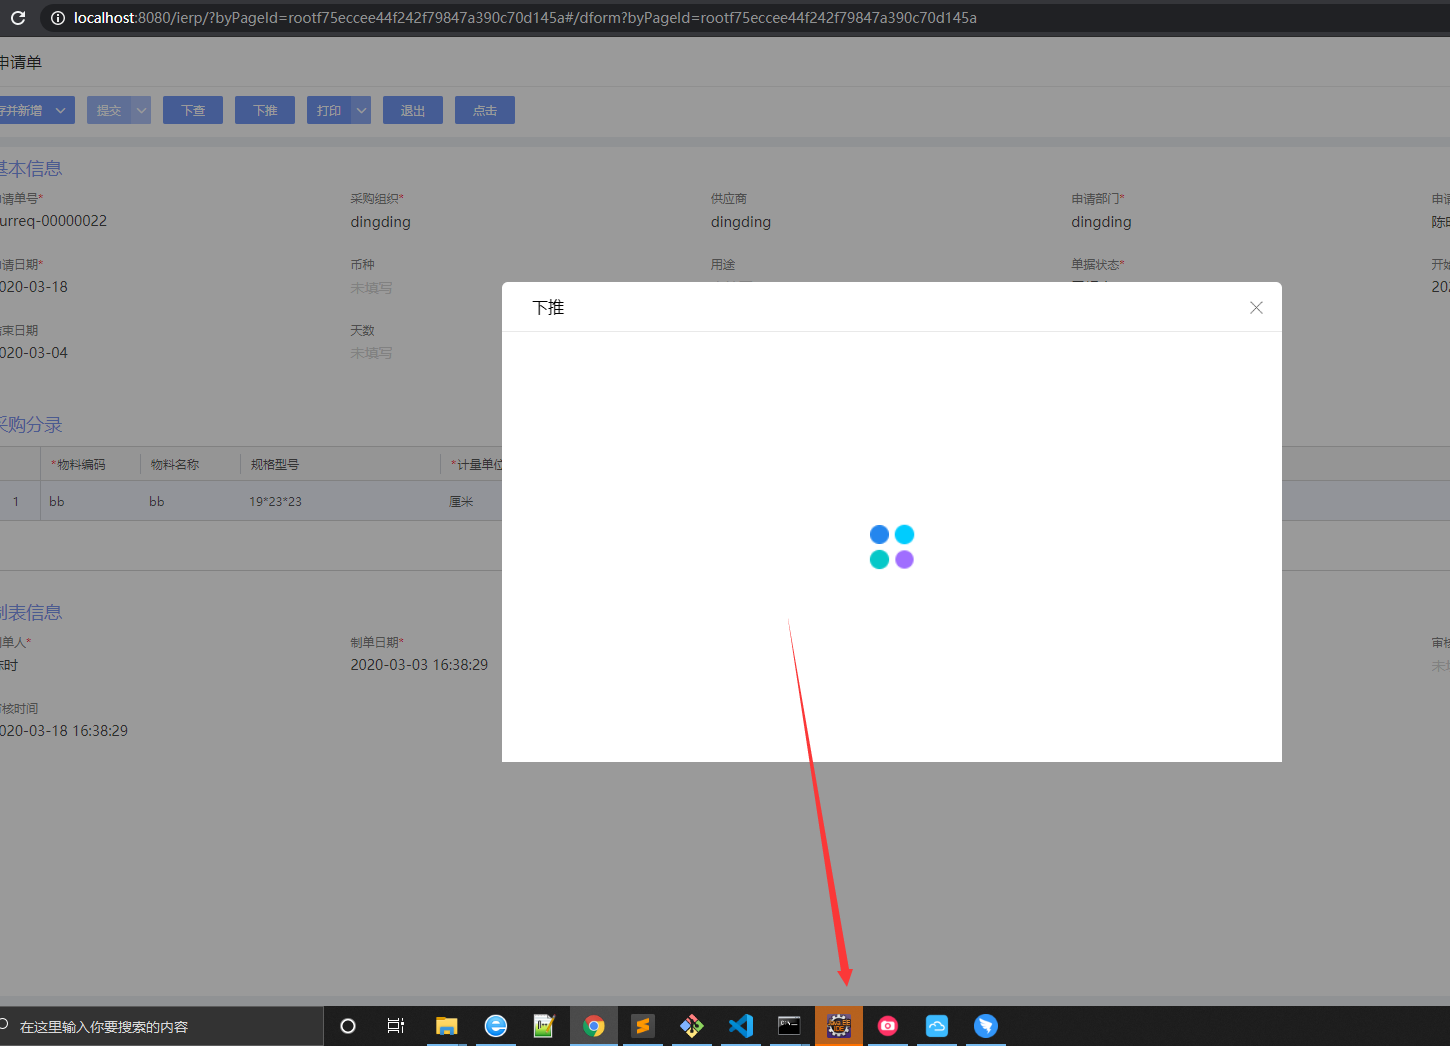 localhost:8080/ierp/?byPageId=rootf75eccee44f242f79847a390c70d145a#/dform?byPageId=rootf75eccee44f242f79847a390c70d145a
申请单
存并新增 提交 下查 下推 打印 退出 点击
基本信息
请单号* 采购组织* 供应商 申请部门* 申请
urreq-00000022 dingding dingding dingding 陈时
请日期* 币种 用途 单据状态* 开始
020-03-18 未填写 202
下推
结束日期 天数
020-03-04 未填写
采购分录
*物料编码 物料名称 规格型号 *计量单位
1 bb bb 19*23*23 厘米
制表信息
单人* 制单日期* 审核
陈时 2020-03-03 16:38:29 未填
审核时间
020-03-18 16:38:29
在这里输入你要搜索的内容